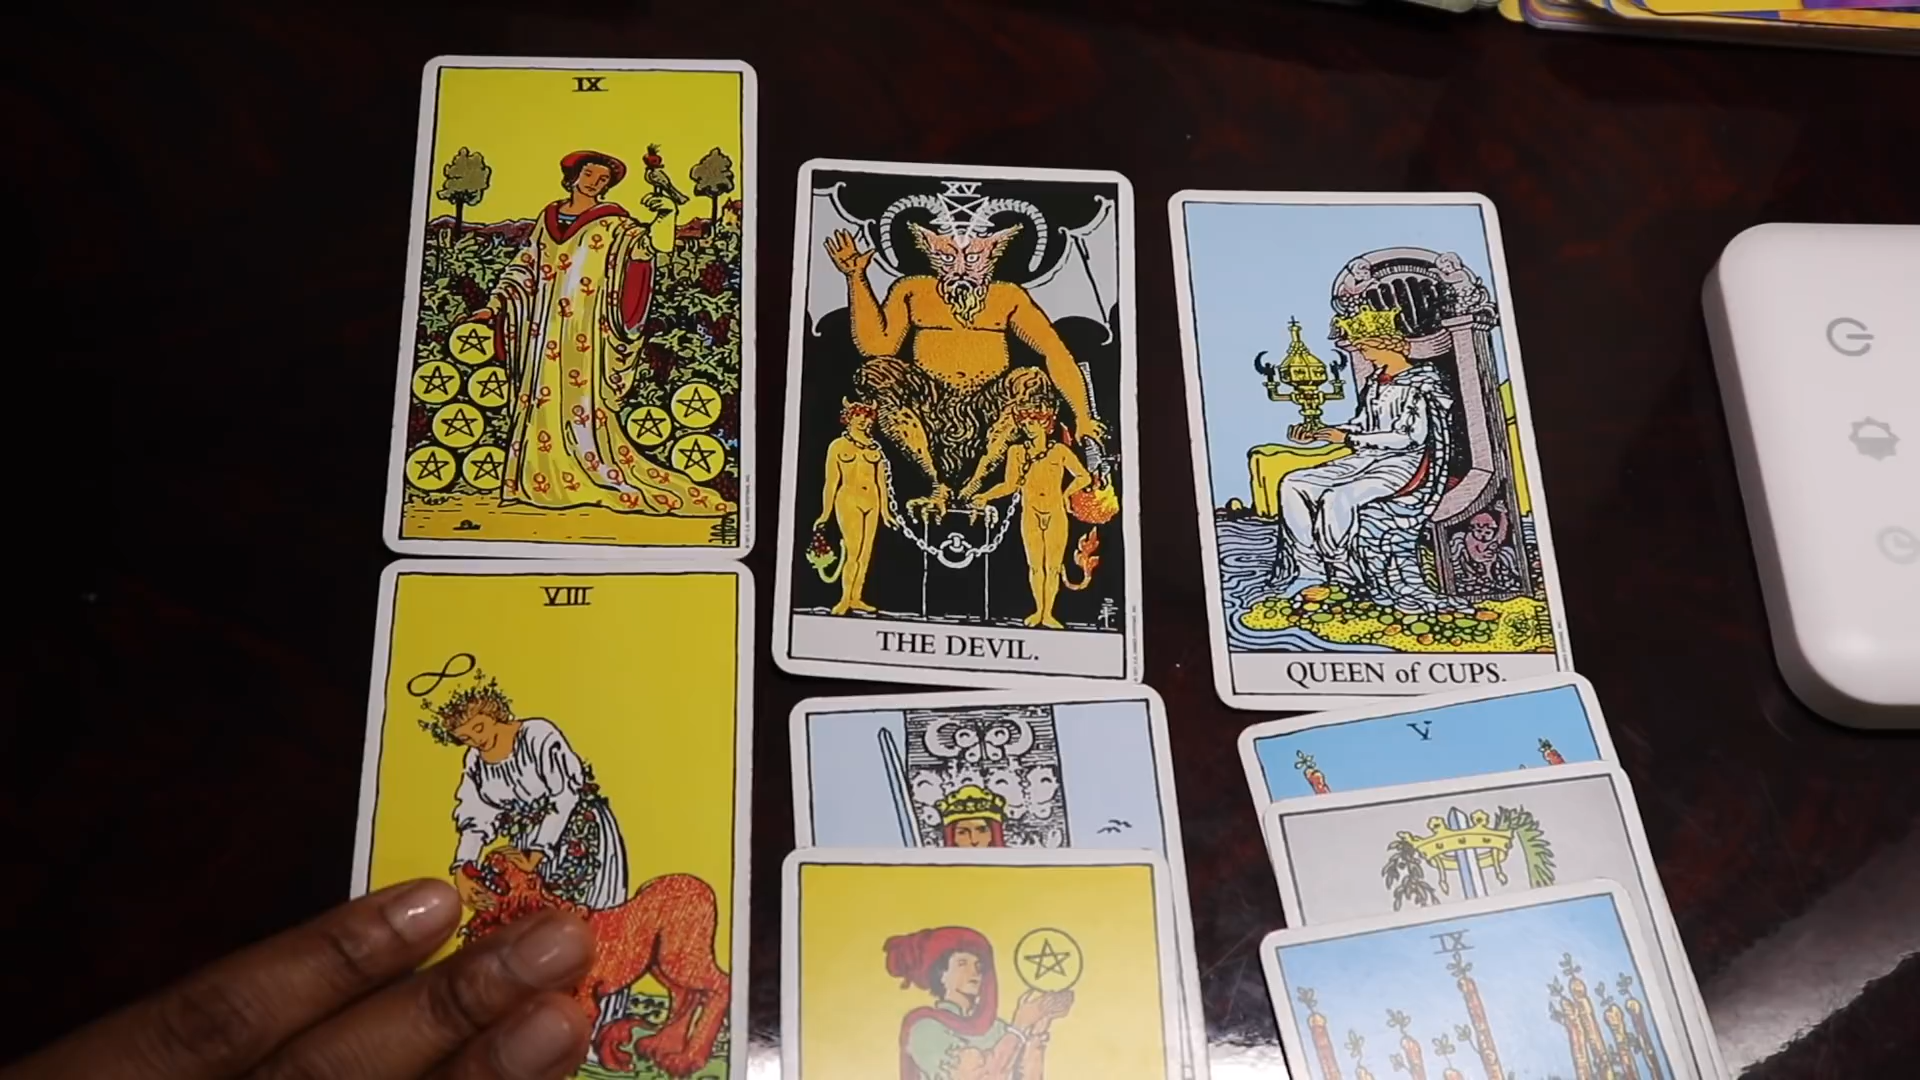 IX
XV
THE DEVIL.
QUEEN of CUPS.
VIII
V
IX